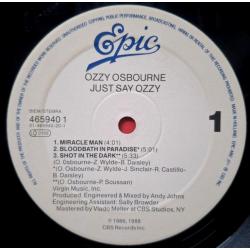 Epic
OZZY OSBOURNE
JUST SAY OZZY
465940 1
STEMRA
1
1. MIRACLE MAN (4:01)
2. BLOODBATH IN PARADISE* (5:01)
3. SHOT IN THE DARK** (5:33)
(O. Osbourne-Z. Wylde-B. Daisley)
*(O. Osbourne-Z. Wylde-J. Sinclair-R. Castillo-
B. Daisley)
**(O. Osbourne-P. Soussan)
Virgin Music, Inc.
Produced Engineered & Mixed by Andy Johns
Engineering Assistant: Sally Browder
Mastered by Vlado Meller at CBS Studios, N.Y.
℗ 1986, 1988
CBS Records Inc.